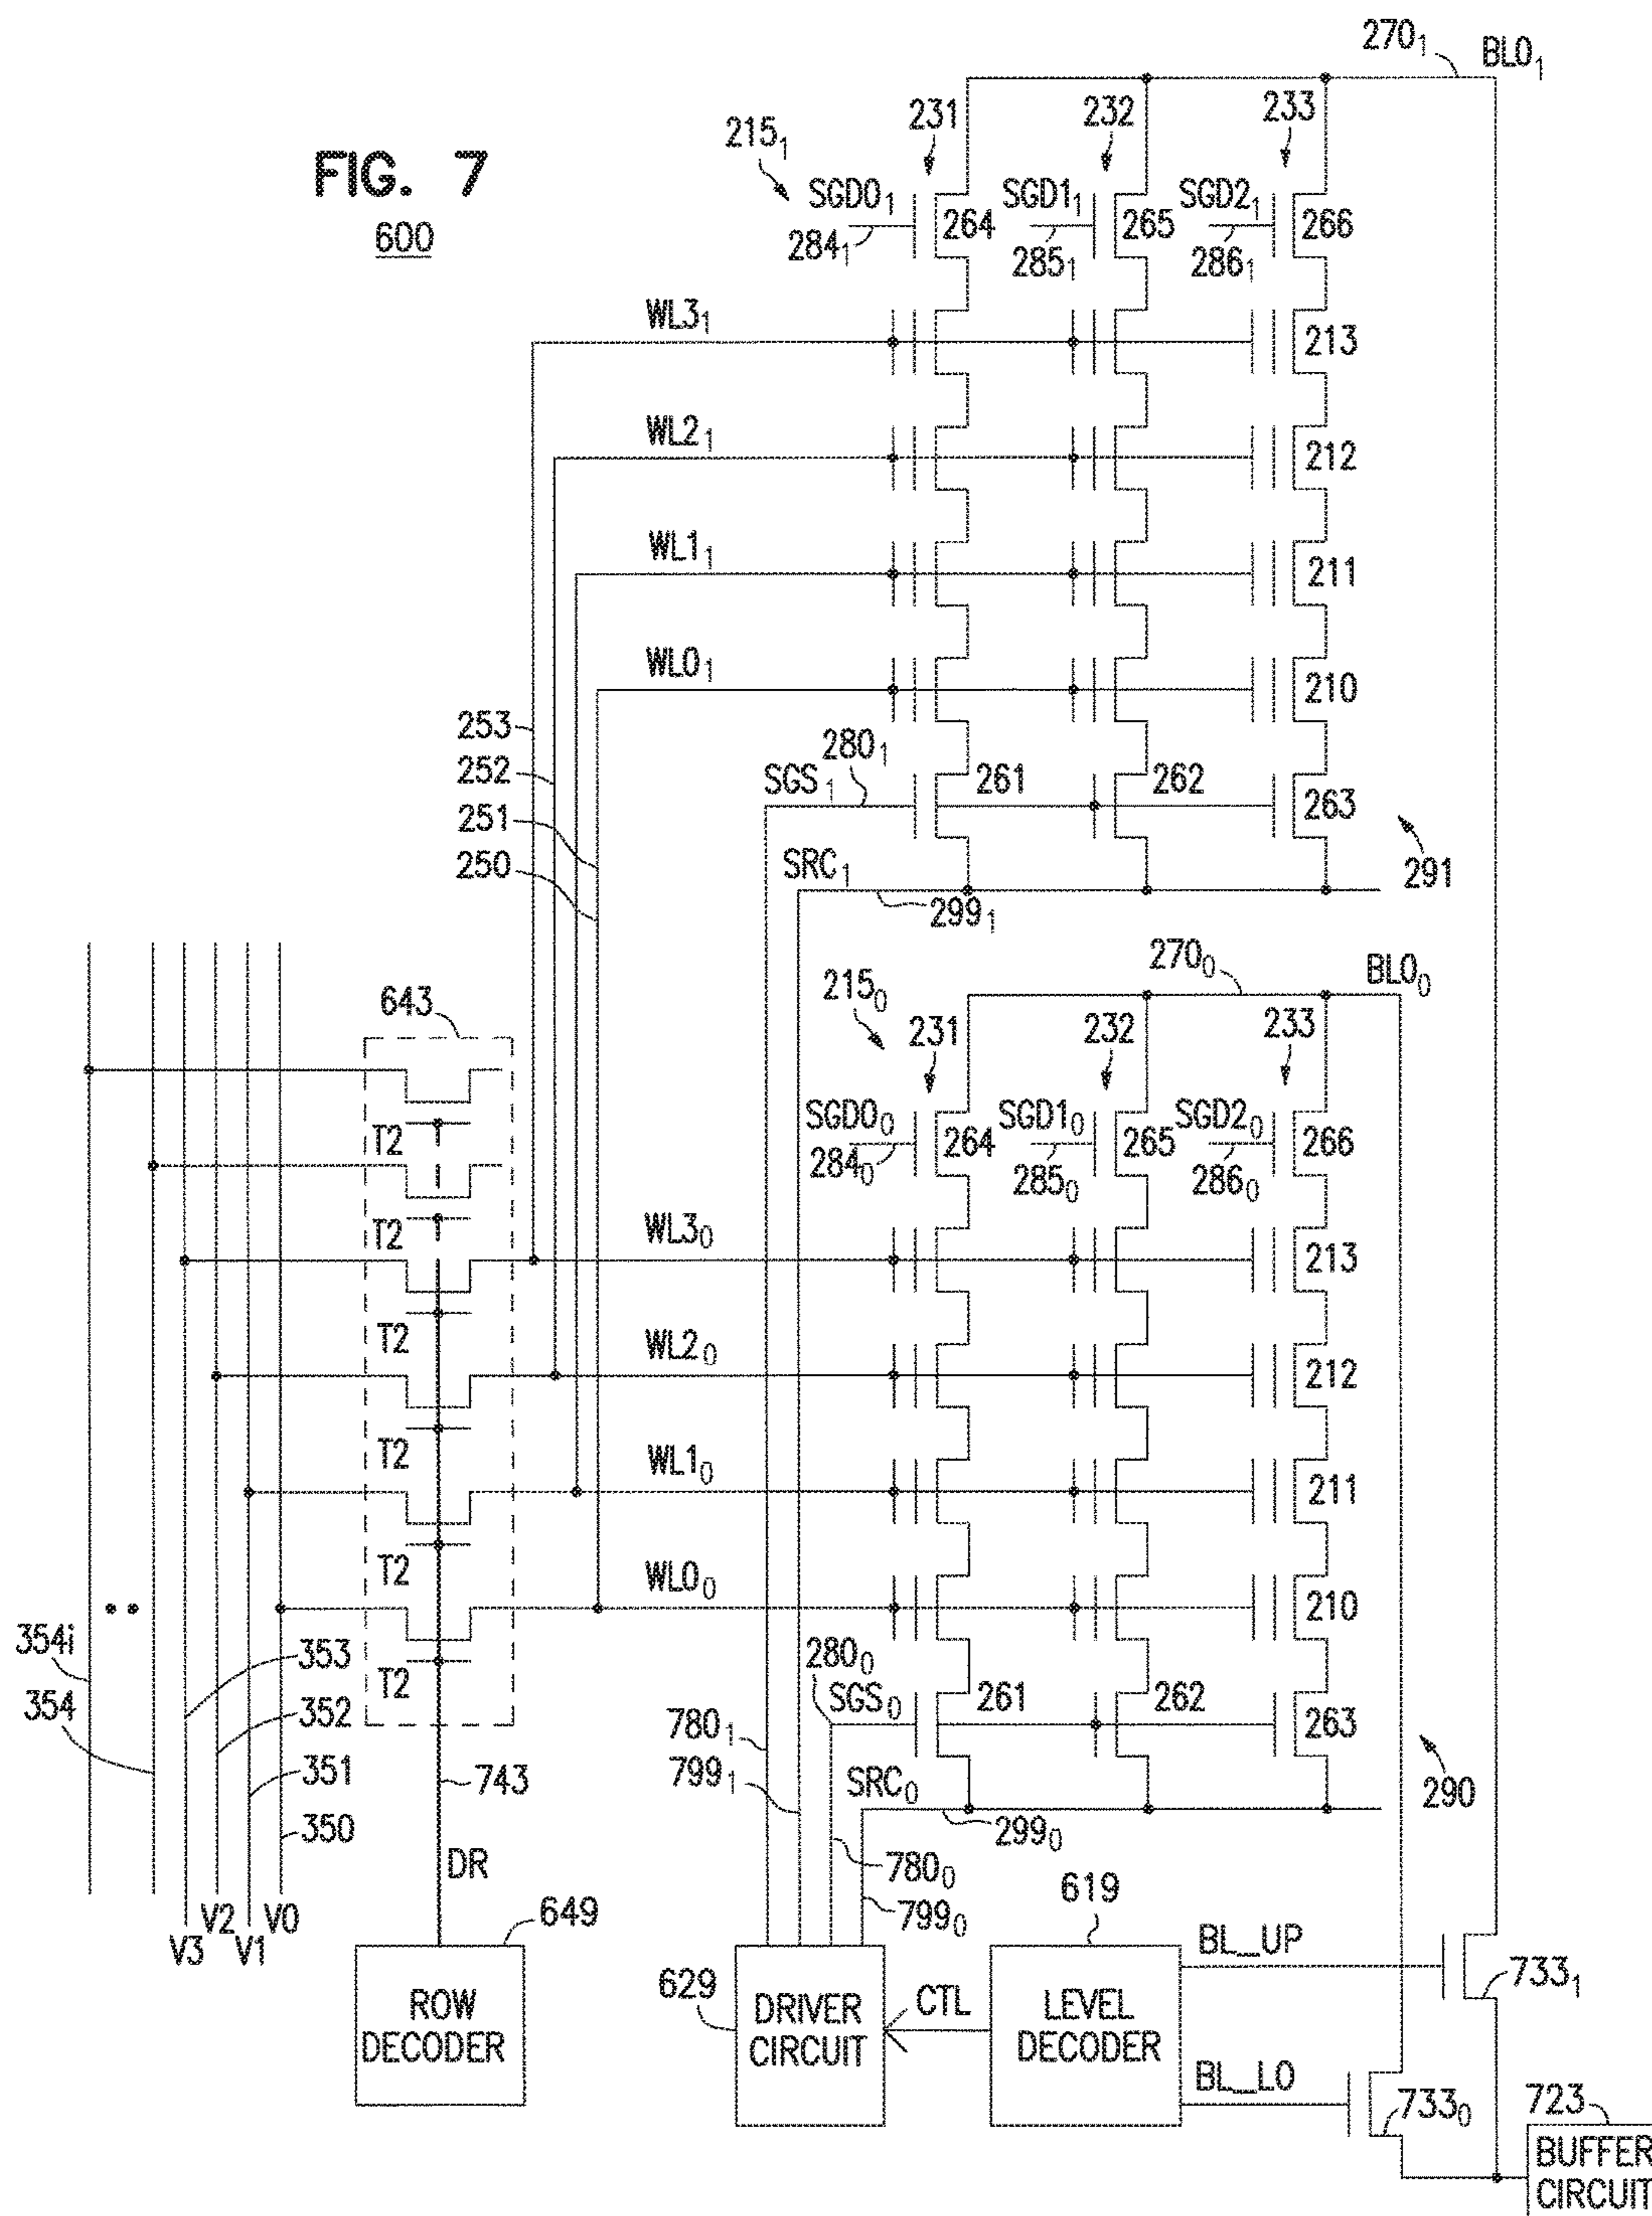 FIG. 7
600
270₁ BL0₁
215₁ 231 232 233
SGD0₁ SGD1₁ SGD2₁
264 265 266
284₁ 285₁ 286₁
WL3₁ 213
WL2₁ 212
WL1₁ 211
WL0₁ 210
253
252
251
250
280₁
SGS₁ 261 262 263
SRC₁
299₁
291
270₀ BL0₀
215₀ 231 232 233
643
SGD0₀ SGD1₀ SGD2₀
T2 264 265 266
284₀ 285₀ 286₀
T2 WL3₀ 213
T2 WL2₀ 212
T2 WL1₀ 211
T2 WL0₀ 210
T2
354i
354
353
352
351
350
280₀
SGS₀ 261 262 263
780₁
799₁
SRC₀
299₀
290
743
DR
780₀
799₀
V3 V2 V1 V0
649
ROW
DECODER
629
DRIVER
CIRCUIT
CTL
619
LEVEL
DECODER
BL_UP
733₁
BL_LO
733₀
723
BUFFER
CIRCUIT